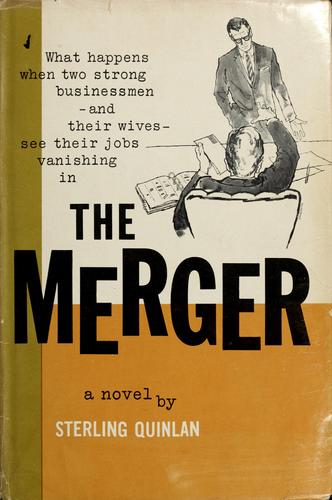 What happens
when two strong
businessmen
-and
their wives-
see their jobs
vanishing
in
THE
MERGER
a novel by
STERLING QUINLAN